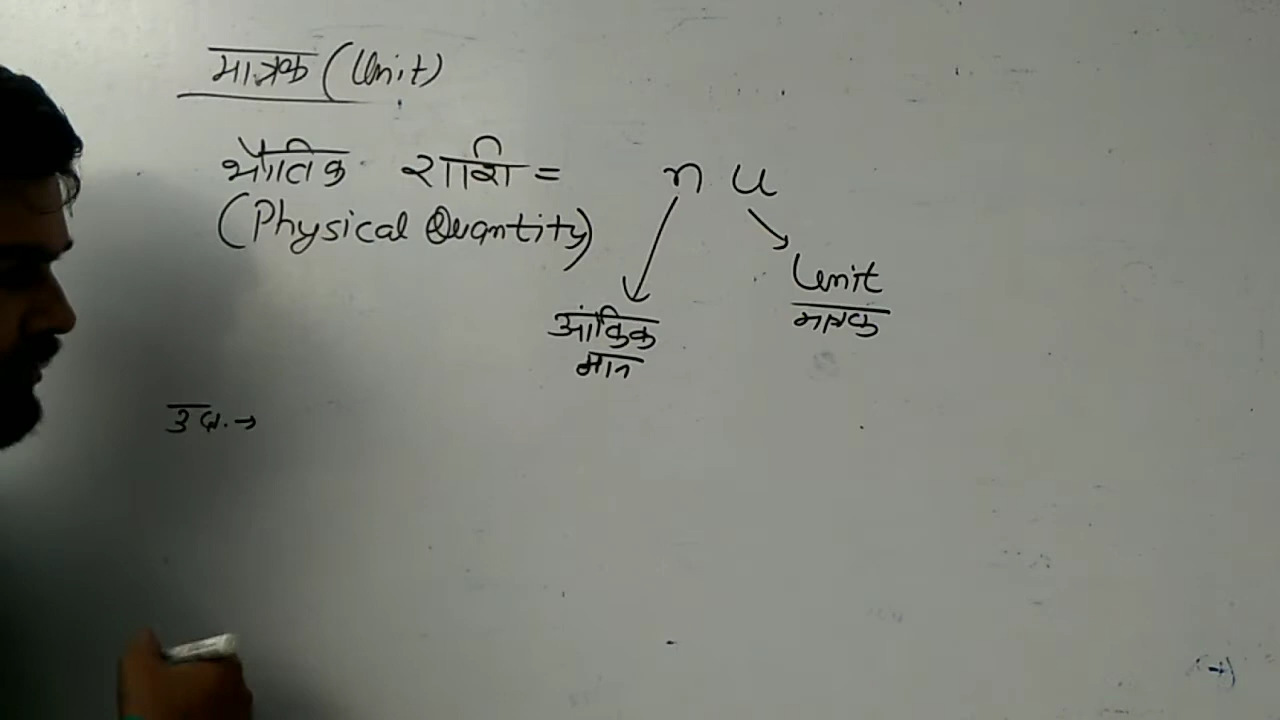 मात्रक (Unit)
भौतिक राशि = n u
(Physical Quantity)
Unit
मात्रक
आंकिक
मान
उदा. →
(→)